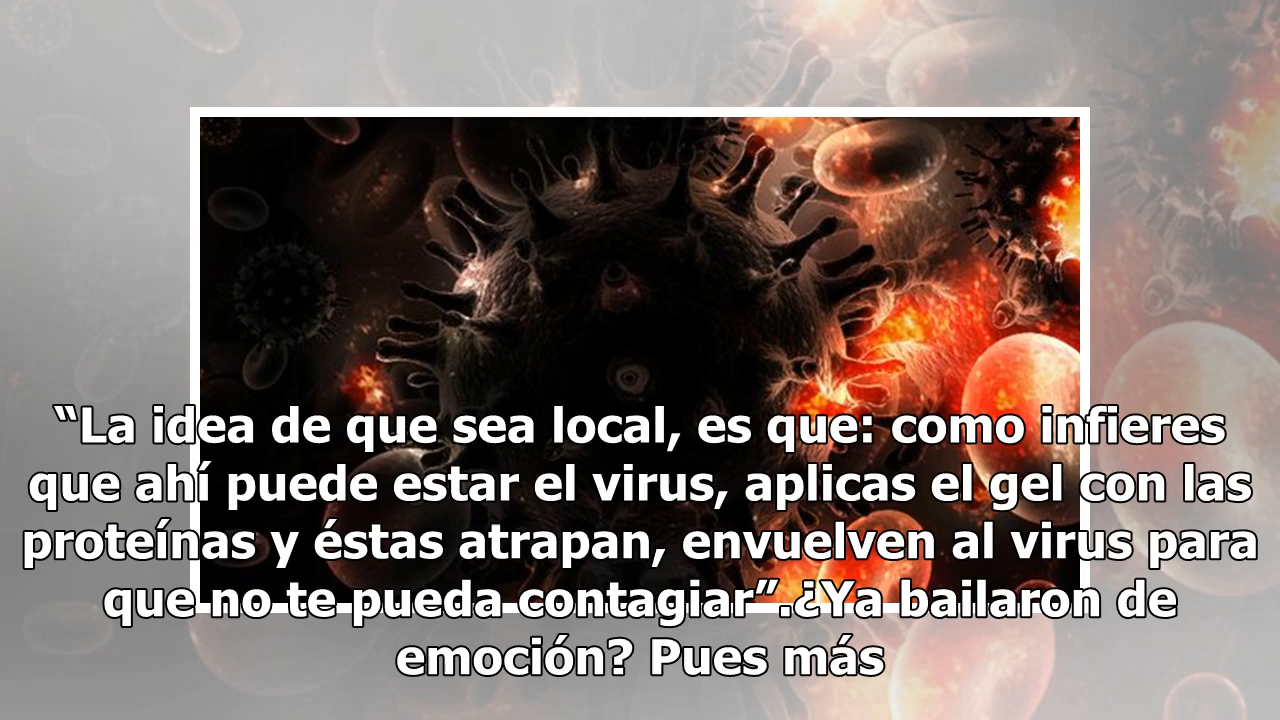 “La idea de que sea local, es que: como infieres
que ahí puede estar el virus, aplicas el gel con las
proteínas y éstas atrapan, envuelven al virus para
que no te pueda contagiar”.¿Ya bailaron de
emoción? Pues más